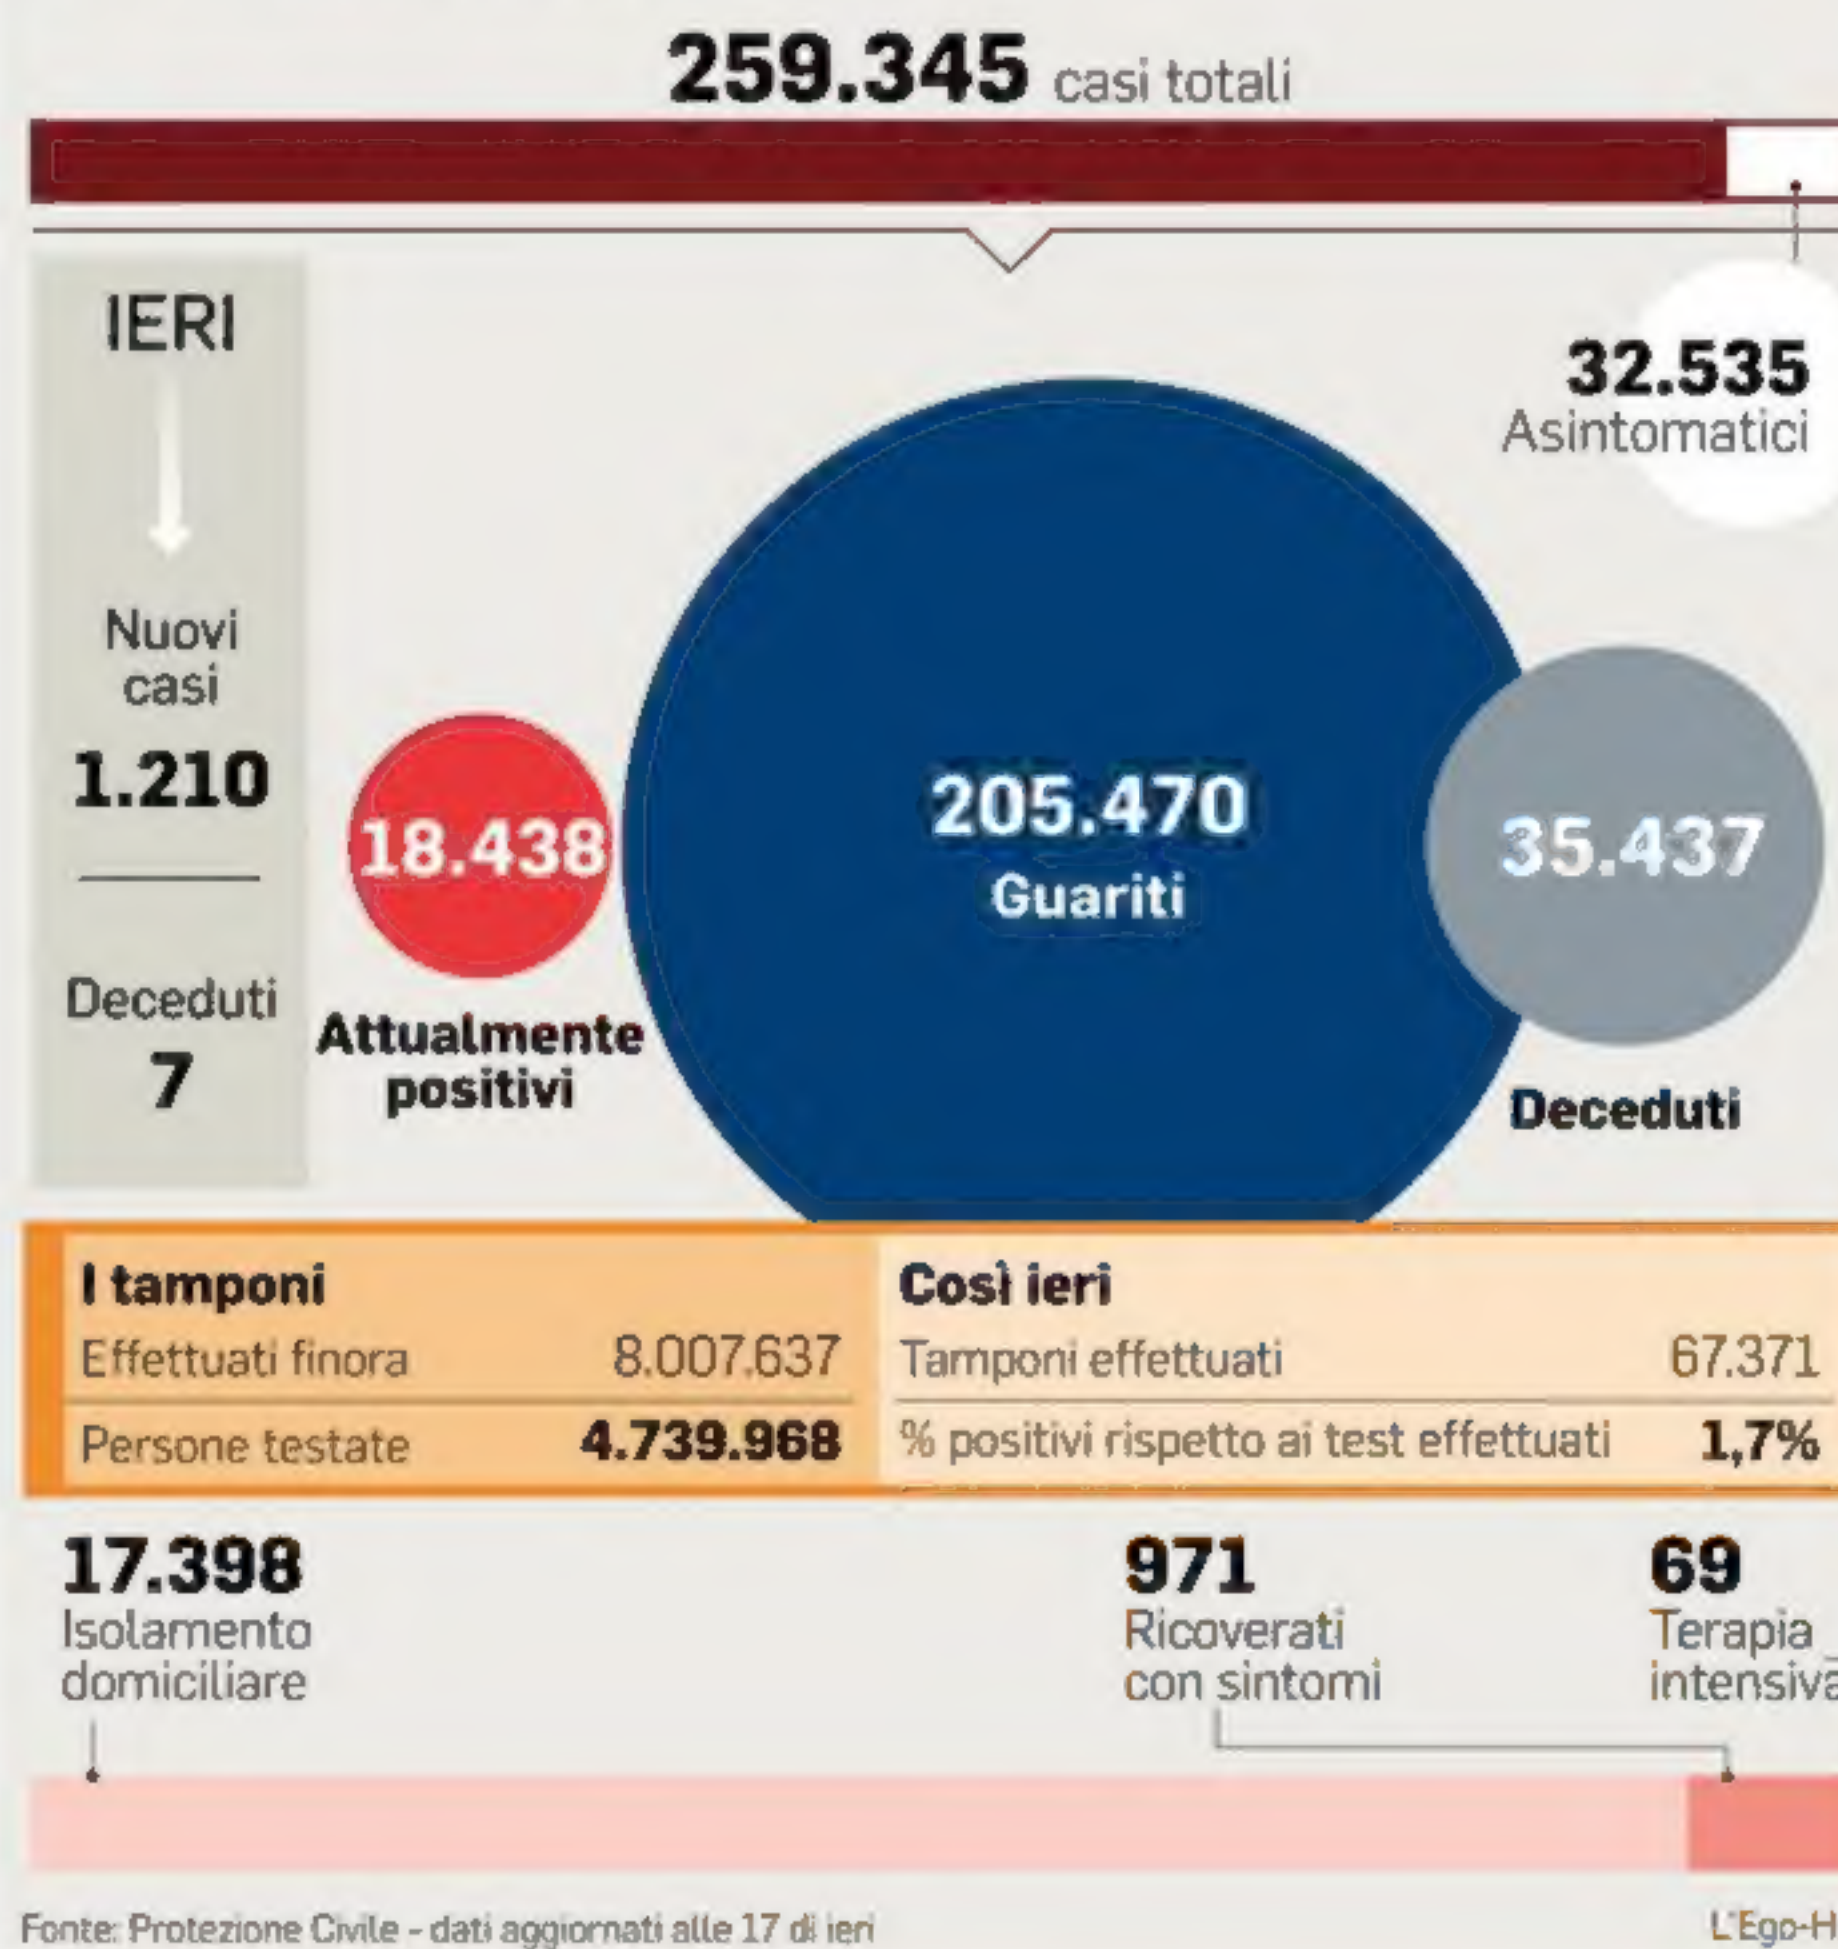 259.345 casi totali
IERI
Nuovi
casi
1.210
Deceduti
7
32.535
Asintomatici
18.438
Attualmente
positivi
205.470
Guariti
35.437
Deceduti
I tamponi
Effettuati finora 8.007.637
Persone testate 4.739.968
Così ieri
Tamponi effettuati 67.371
% positivi rispetto ai test effettuati 1,7%
17.398
Isolamento
domiciliare
971
Ricoverati
con sintomi
69
Terapia
intensiva
Fonte: Protezione Civile - dati aggiornati alle 17 di ieri
L'Ego-H